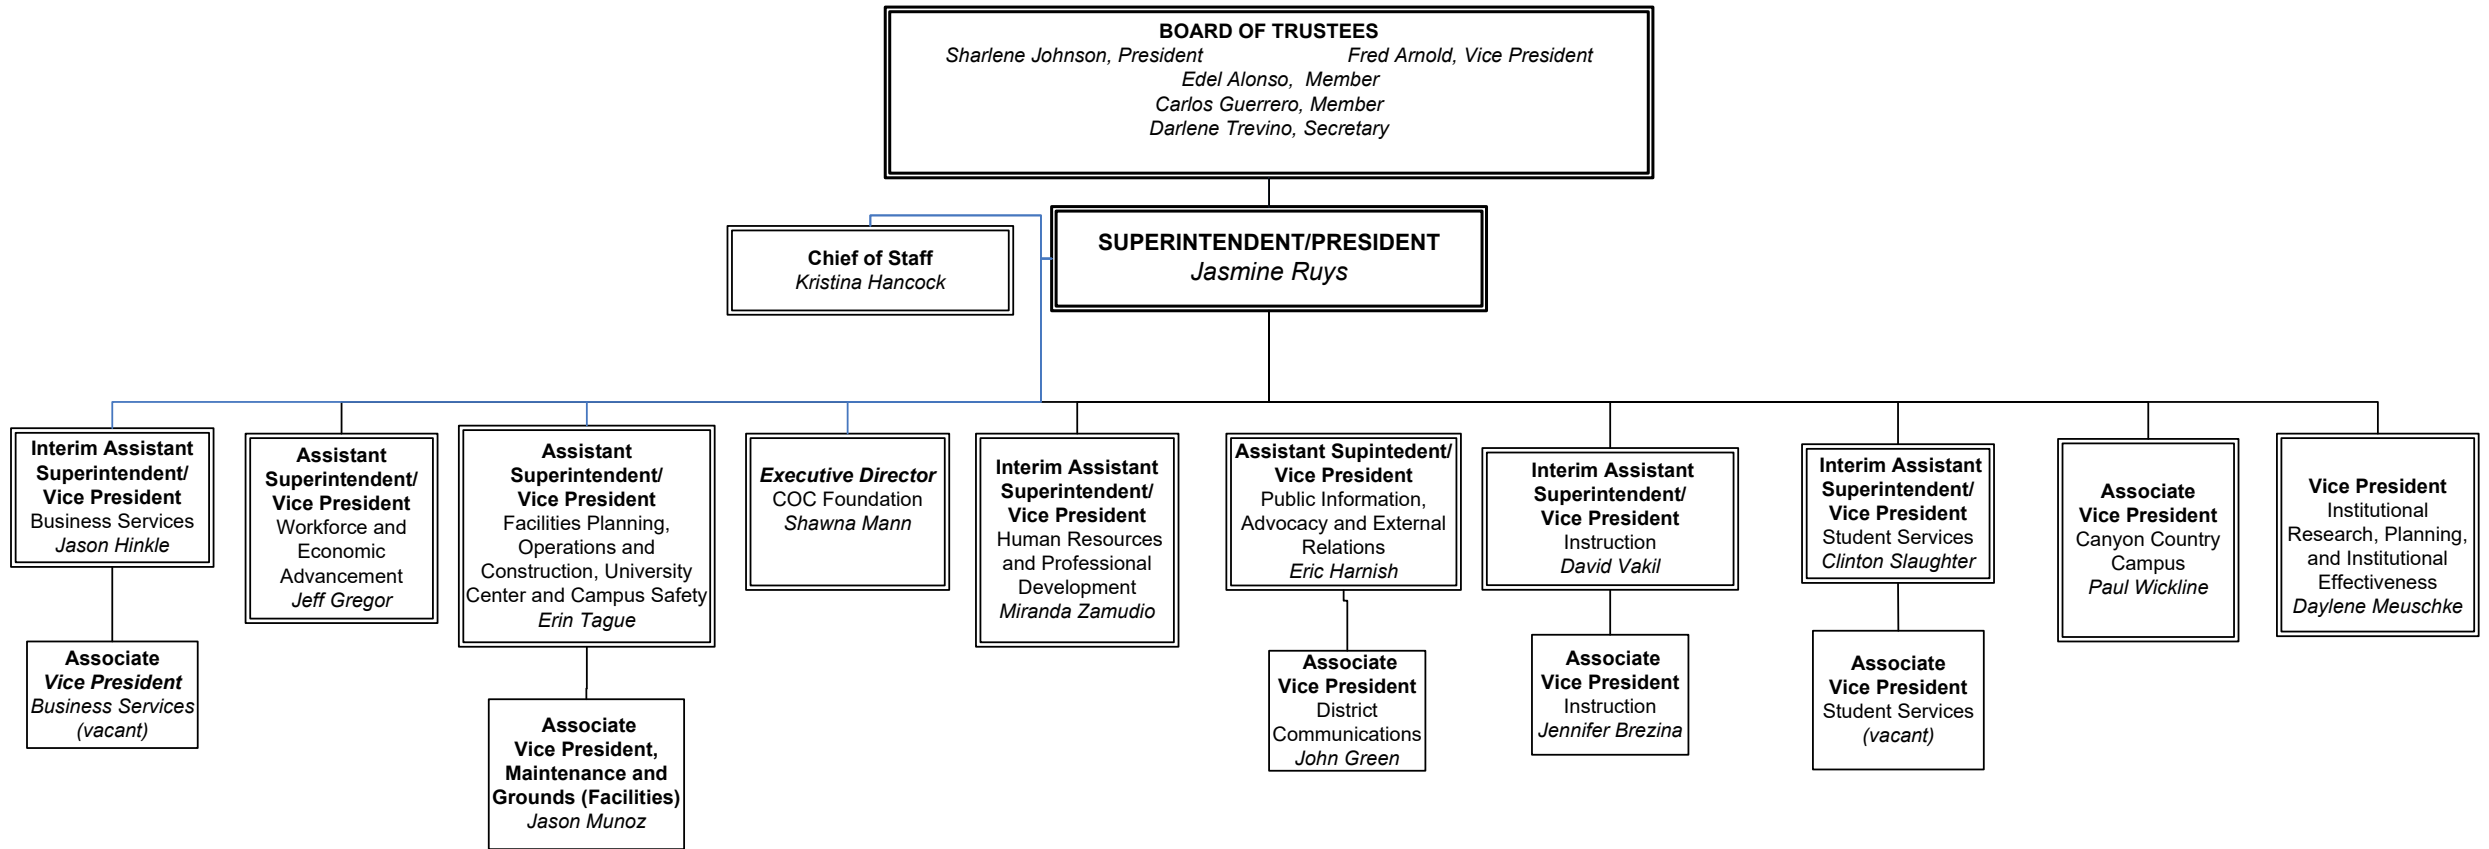 BOARD OF TRUSTEES
Sharlene Johnson, President Fred Arnold, Vice President
Edel Alonso, Member
Carlos Guerrero, Member
Darlene Trevino, Secretary
Chief of Staff
Kristina Hancock
SUPERINTENDENT/PRESIDENT
Jasmine Ruys
Interim Assistant
Superintendent/
Vice President
Business Services
Jason Hinkle
Assistant
Superintendent/
Vice President
Workforce and
Economic
Advancement
Jeff Gregor
Assistant
Superintendent/
Vice President
Facilities Planning,
Operations and
Construction, University
Center and Campus Safety
Erin Tague
Executive Director
COC Foundation
Shawna Mann
Interim Assistant
Superintendent/
Vice President
Human Resources
and Professional
Development
Miranda Zamudio
Assistant Supintedent/
Vice President
Public Information,
Advocacy and External
Relations
Eric Harnish
Interim Assistant
Superintendent/
Vice President
Instruction
David Vakil
Interim Assistant
Superintendent/
Vice President
Student Services
Clinton Slaughter
Associate
Vice President
Canyon Country
Campus
Paul Wickline
Vice President
Institutional
Research, Planning,
and Institutional
Effectiveness
Daylene Meuschke
Associate
Vice President
Business Services
(vacant)
Associate
Vice President,
Maintenance and
Grounds (Facilities)
Jason Munoz
Associate
Vice President
District
Communications
John Green
Associate
Vice President
Instruction
Jennifer Brezina
Associate
Vice President
Student Services
(vacant)